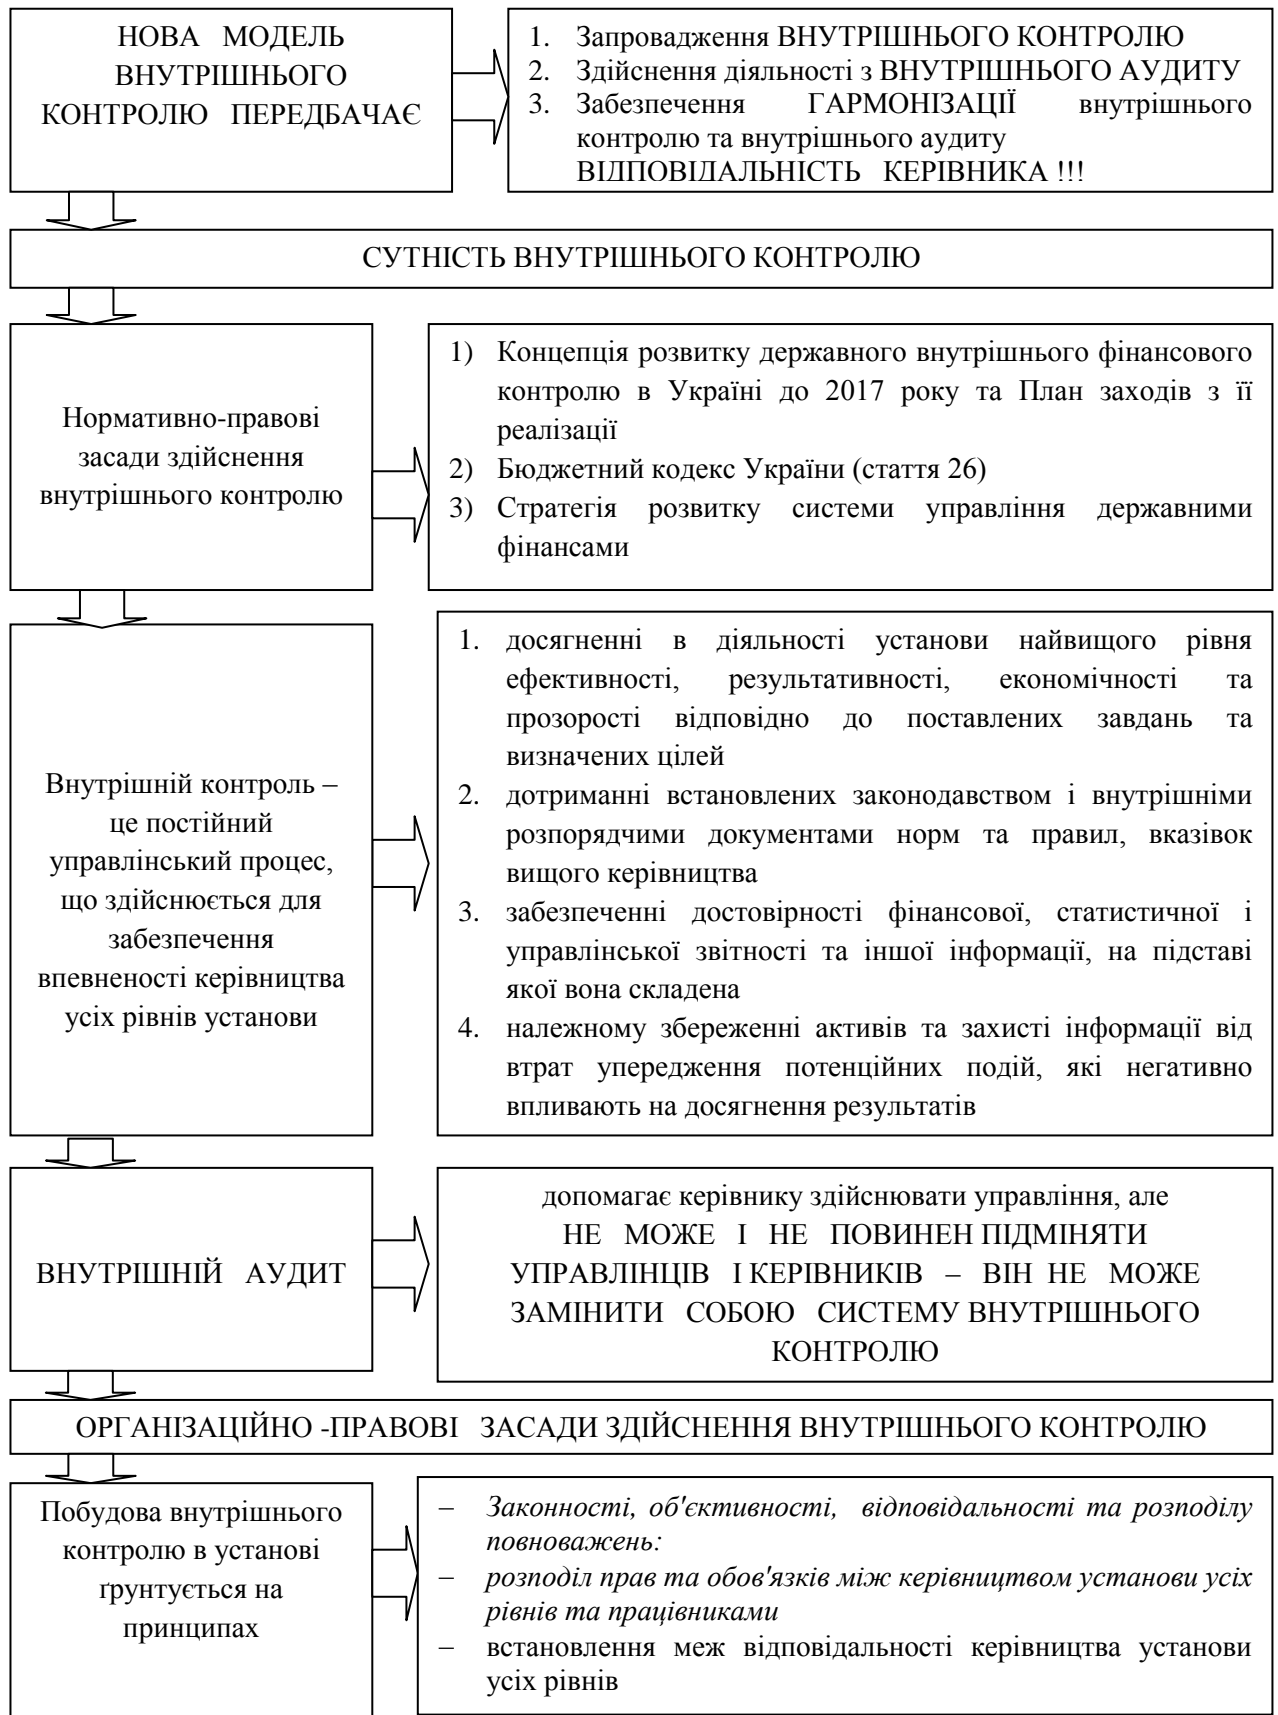 НОВА МОДЕЛЬ
ВНУТРІШНЬОГО
КОНТРОЛЮ ПЕРЕДБАЧАЄ
1. Запровадження ВНУТРІШНЬОГО КОНТРОЛЮ
2. Здійснення діяльності з ВНУТРІШНЬОГО АУДИТУ
3. Забезпечення ГАРМОНІЗАЦІЇ внутрішнього
контролю та внутрішнього аудиту
ВІДПОВІДАЛЬНІСТЬ КЕРІВНИКА !!!
СУТНІСТЬ ВНУТРІШНЬОГО КОНТРОЛЮ
Нормативно-правові
засади здійснення
внутрішнього контролю
1) Концепція розвитку державного внутрішнього фінансового
контролю в Україні до 2017 року та План заходів з її
реалізації
2) Бюджетний кодекс України (стаття 26)
3) Стратегія розвитку системи управління державними
фінансами
Внутрішній контроль –
це постійний
управлінський процес,
що здійснюється для
забезпечення
впевненості керівництва
усіх рівнів установи
1. досягненні в діяльності установи найвищого рівня
ефективності, результативності, економічності та
прозорості відповідно до поставлених завдань та
визначених цілей
2. дотриманні встановлених законодавством і внутрішніми
розпорядчими документами норм та правил, вказівок
вищого керівництва
3. забезпеченні достовірності фінансової, статистичної і
управлінської звітності та іншої інформації, на підставі
якої вона складена
4. належному збереженні активів та захисті інформації від
втрат упередження потенційних подій, які негативно
впливають на досягнення результатів
ВНУТРІШНІЙ АУДИТ
допомагає керівнику здійснювати управління, але
НЕ МОЖЕ І НЕ ПОВИНЕН ПІДМІНЯТИ
УПРАВЛІНЦІВ І КЕРІВНИКІВ – ВІН НЕ МОЖЕ
ЗАМІНИТИ СОБОЮ СИСТЕМУ ВНУТРІШНЬОГО
КОНТРОЛЮ
ОРГАНІЗАЦІЙНО -ПРАВОВІ ЗАСАДИ ЗДІЙСНЕННЯ ВНУТРІШНЬОГО КОНТРОЛЮ
Побудова внутрішнього
контролю в установі
ґрунтується на
принципах
– Законності, об'єктивності, відповідальності та розподілу
повноважень:
– розподіл прав та обов'язків між керівництвом установи усіх
рівнів та працівниками
– встановлення меж відповідальності керівництва установи
усіх рівнів